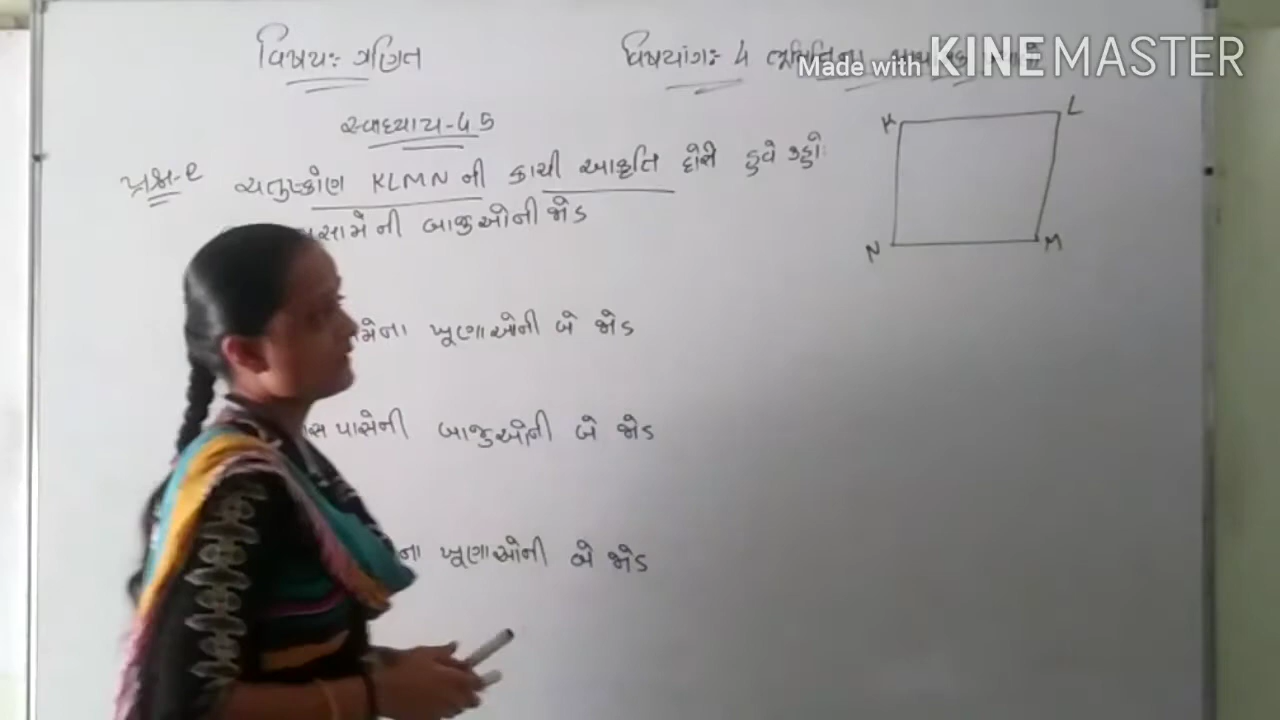 વિષય: ગણિત
વિષયાંગ: 4 ભૂમિતિના
Made with KINEMASTER
સ્વાધ્યાય-4.5
પ્રશ્ન-૨ ચતુષ્કોણ KLMN ની કાચી આકૃતિ દોરી હવે કહો:
સામેની બાજુઓની જોડ
ખૂણાઓની બે જોડ
પાસેની બાજુઓની બે જોડ
ખૂણાઓની બે જોડ
K L
N M